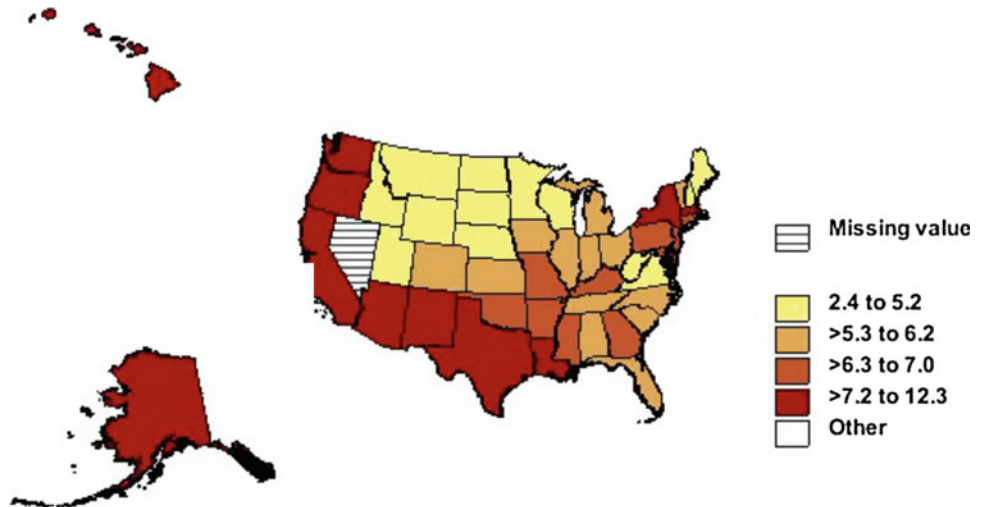 Missing value
2.4 to 5.2
>5.3 to 6.2
>6.3 to 7.0
>7.2 to 12.3
Other